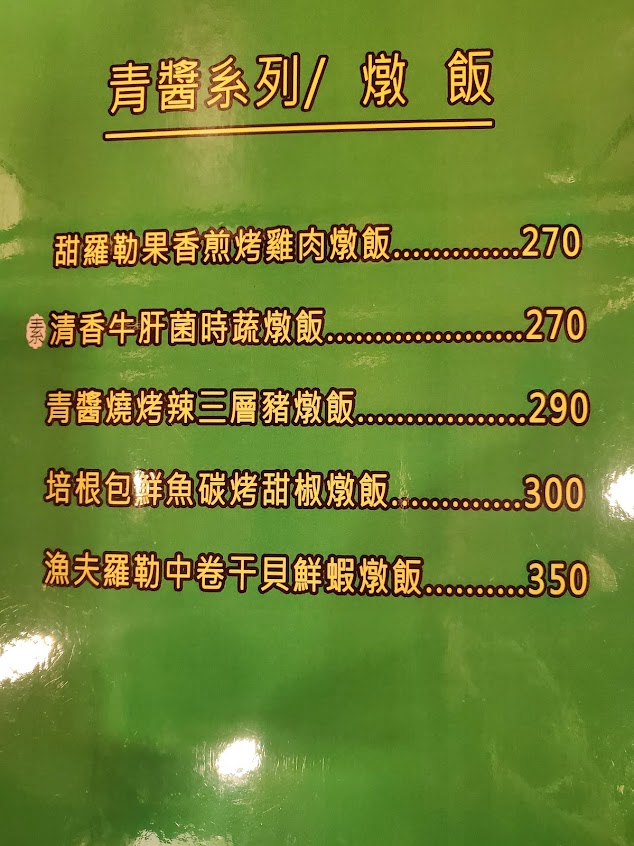 青醬系列/ 燉 飯
甜羅勒果香煎烤雞肉燉飯.............270
素 清香牛肝菌時蔬燉飯....................270
青醬燒烤辣三層豬燉飯.................290
培根包鮮魚碳烤甜椒燉飯.............300
漁夫羅勒中卷干貝鮮蝦燉飯..........350